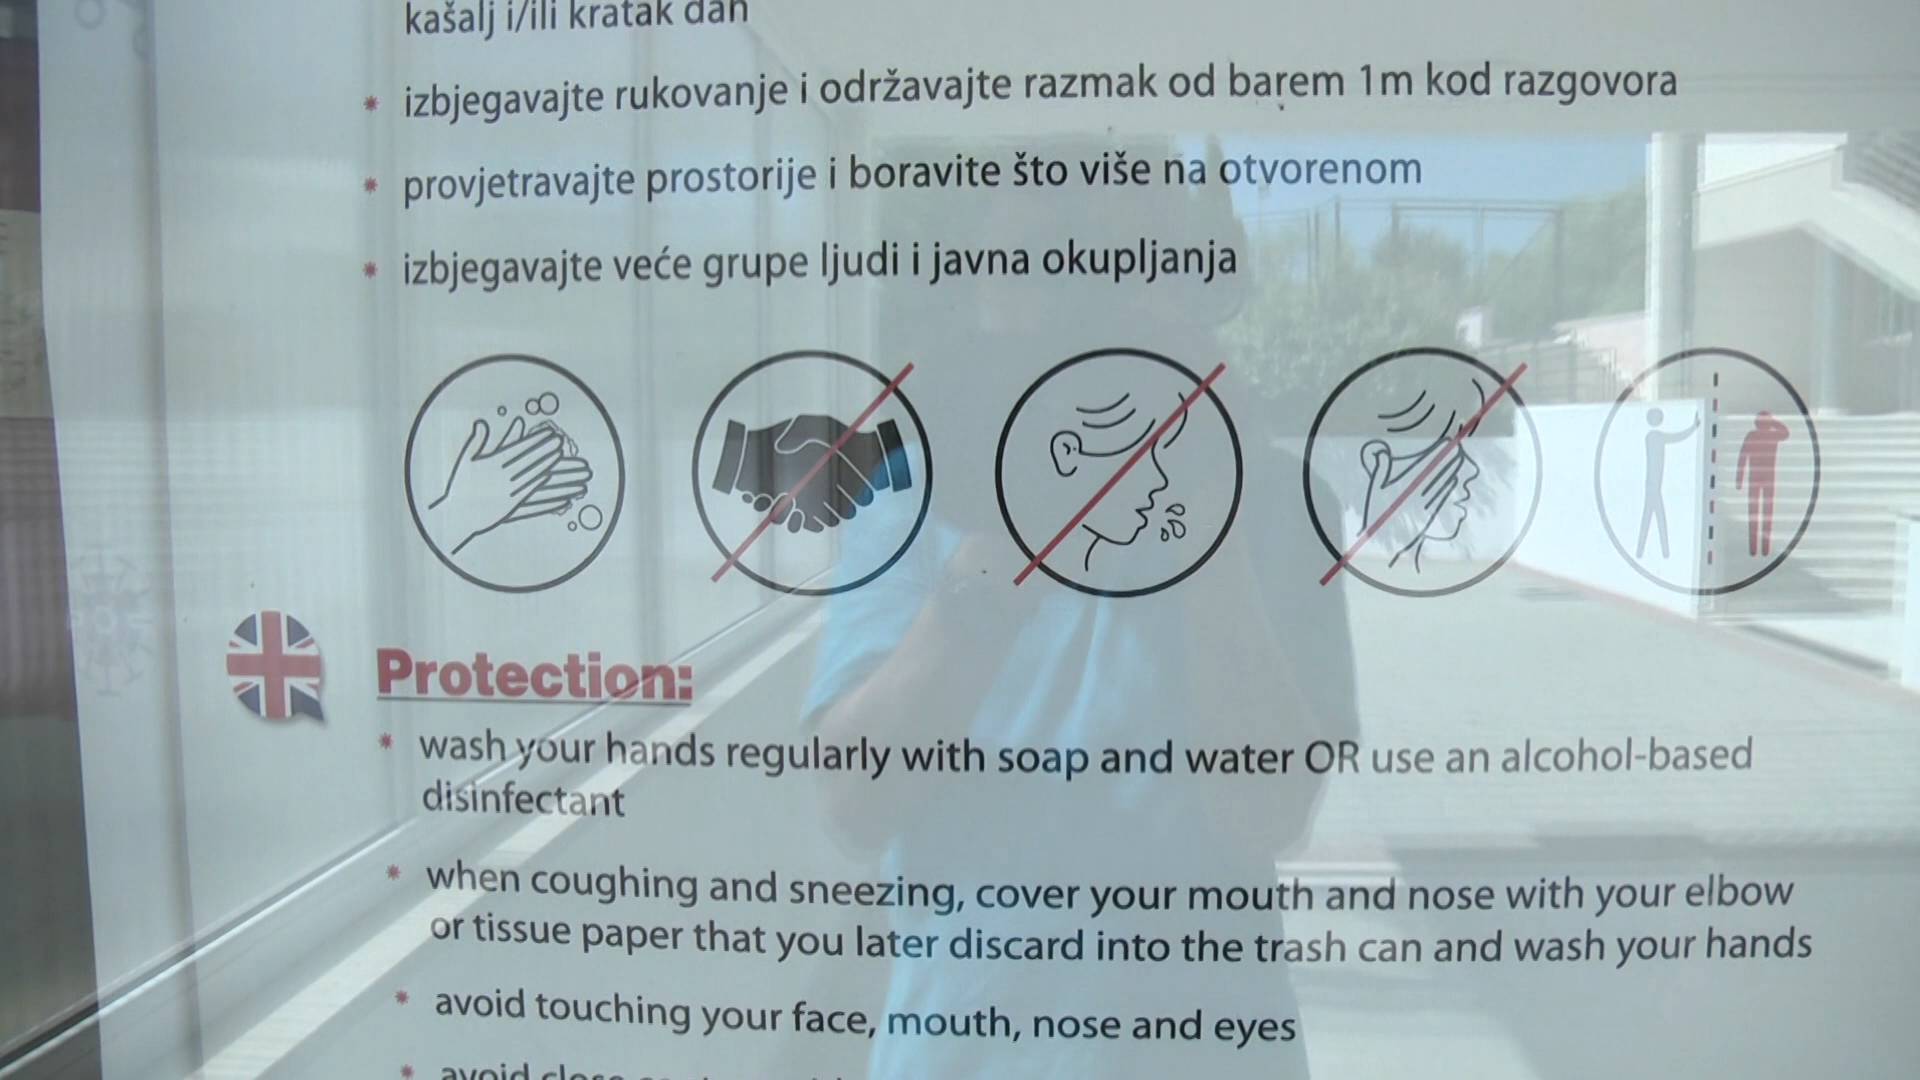 kašalj i/ili kratak dah
izbjegavajte rukovanje i održavajte razmak od barem 1m kod razgovora
provjetravajte prostorije i boravite što više na otvorenom
izbjegavajte veće grupe ljudi i javna okupljanja
Protection:
wash your hands regularly with soap and water OR use an alcohol-based
disinfectant
when coughing and sneezing, cover your mouth and nose with your elbow
or tissue paper that you later discard into the trash can and wash your hands
avoid touching your face, mouth, nose and eyes
avoid close